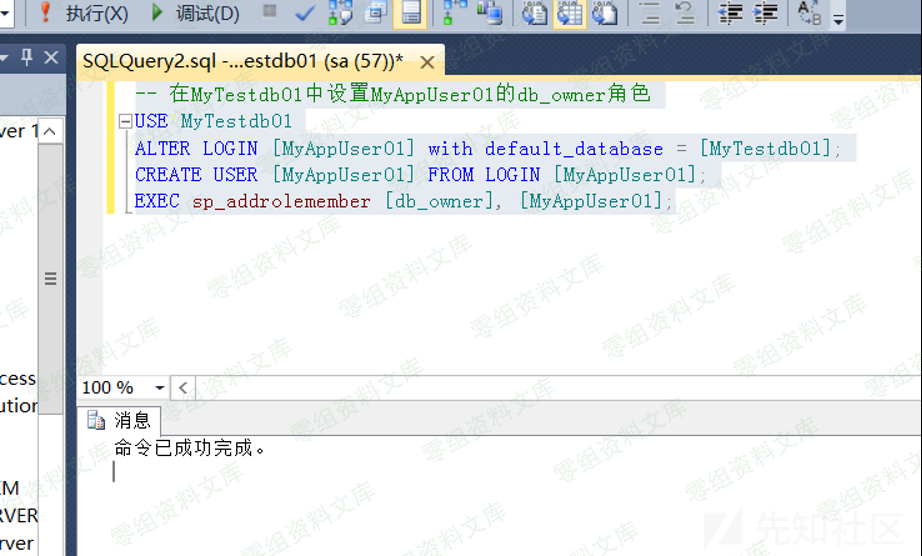 执行(X) 调试(D)
SQLQuery2.sql -...estdb01 (sa (57))*
ver 1
-- 在MyTestdb01中设置MyAppUser01的db_owner角色
USE MyTestdb01
ALTER LOGIN [MyAppUser01] with default_database = [MyTestdb01];
CREATE USER [MyAppUser01] FROM LOGIN [MyAppUser01];
EXEC sp_addrolemember [db_owner], [MyAppUser01];
cess
ution
100 %
消息
命令已成功完成。
KM
RVER
rver
零组资料文库
先知社区